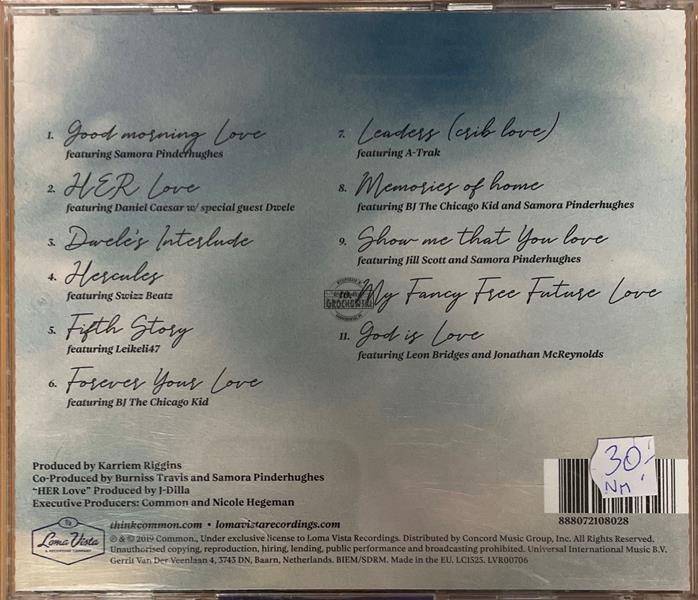 1. Good morning Love
featuring Samora Pinderhughes
2. HER Love
featuring Daniel Caesar w/ special guest Dwele
3. Dwele's Interlude
4. Hercules
featuring Swizz Beatz
5. Fifth Story
featuring Leikeli47
6. Forever Your Love
featuring BJ The Chicago Kid
7. Leaders (crib love)
featuring A-Trak
8. Memories of home
featuring BJ The Chicago Kid and Samora Pinderhughes
9. Show me that You love
featuring Jill Scott and Samora Pinderhughes
10. My Fancy Free Future Love
GROCHOWSKI
11. God is Love
featuring Leon Bridges and Jonathan McReynolds
Produced by Karriem Riggins
Co-Produced by Burniss Travis and Samora Pinderhughes
"HER Love" Produced by J-Dilla
Executive Producers: Common and Nicole Hegeman
30,-
NM
888072108028
thinkcommon.com • lomavistarecordings.com
Loma Vista
A RECORDING COMPANY
℗ & © 2019 Common., Under exclusive license to Loma Vista Recordings. Distributed by Concord Music Group, Inc. All Rights Reserved.
Unauthorised copying, reproduction, hiring, lending, public performance and broadcasting prohibited. Universal International Music B.V.
Gerrit Van Der Veenlaan 4, 3743 DN, Baarn, Netherlands. BIEM/SDRM. Made in the EU. LC1525. LVR00706